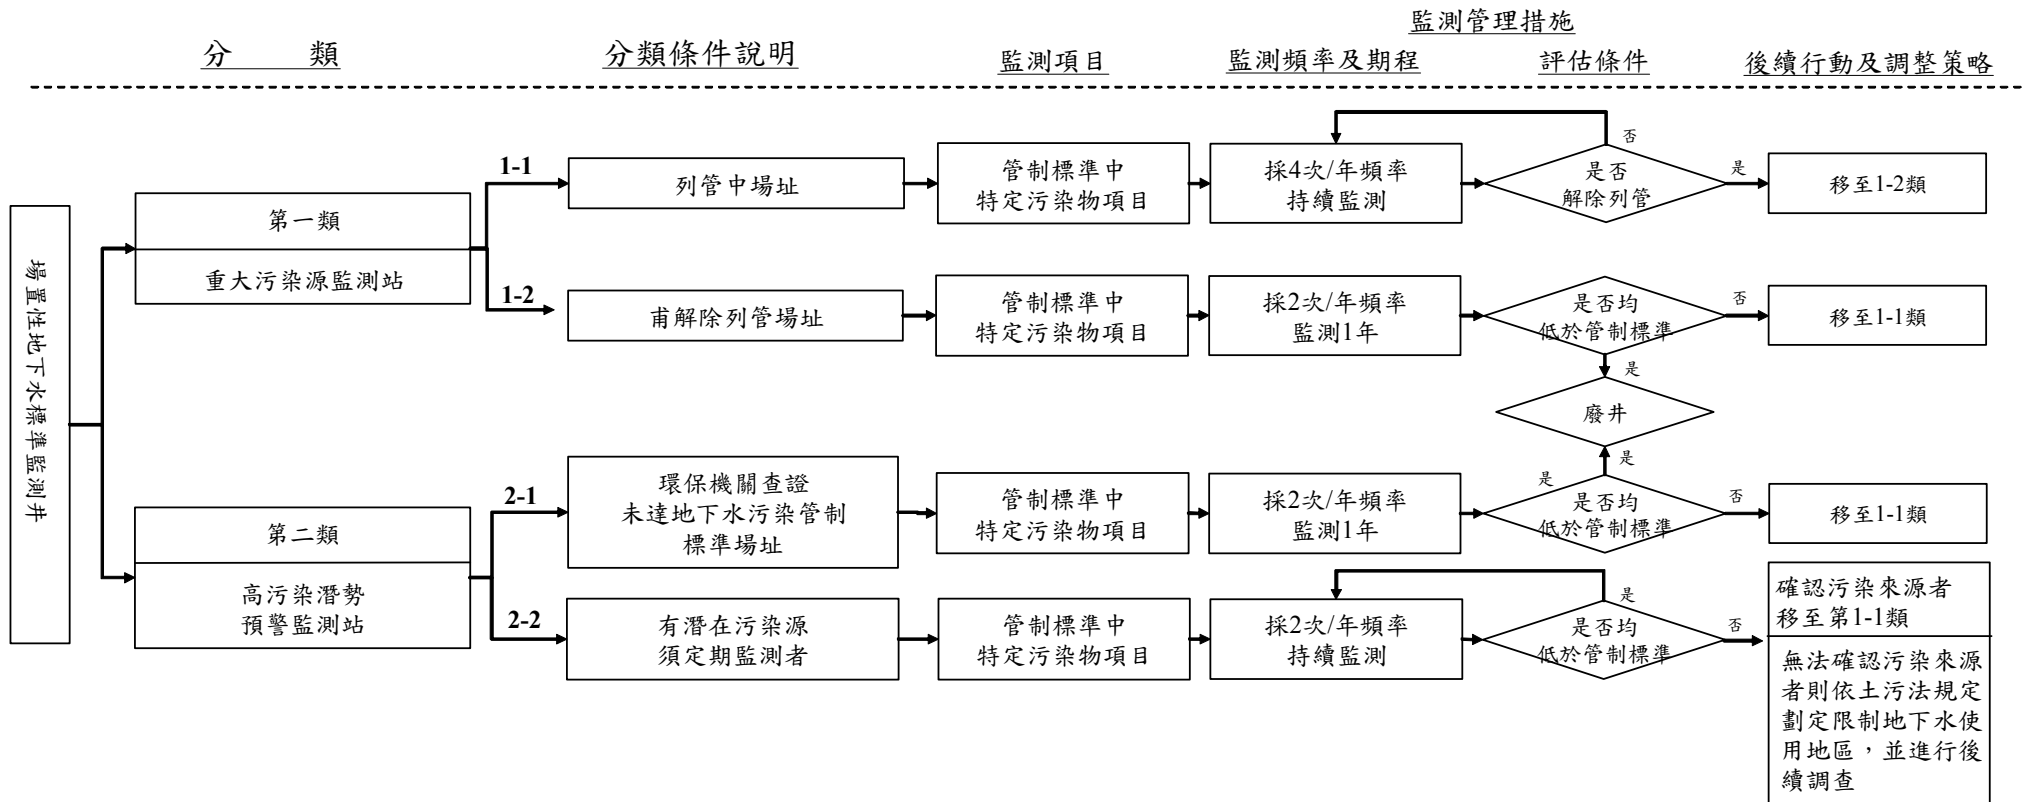 監測管理措施
分　　類
分類條件說明
監測項目
監測頻率及期程
評估條件
後續行動及調整策略
場置性地下水標準監測井
第一類
重大污染源監測站
1-1
列管中場址
管制標準中
特定污染物項目
採4次/年頻率
持續監測
是否
解除列管
否
是
移至1-2類
1-2
甫解除列管場址
管制標準中
特定污染物項目
採2次/年頻率
監測1年
是否均
低於管制標準
否
移至1-1類
是
廢井
第二類
高污染潛勢
預警監測站
2-1
環保機關查證
未達地下水污染管制
標準場址
管制標準中
特定污染物項目
採2次/年頻率
監測1年
是
是
是否均
低於管制標準
否
移至1-1類
2-2
有潛在污染源
須定期監測者
管制標準中
特定污染物項目
採2次/年頻率
持續監測
是
是否均
低於管制標準
否
確認污染來源者
移至第1-1類
無法確認污染來源
者則依土污法規定
劃定限制地下水使
用地區，並進行後
續調查